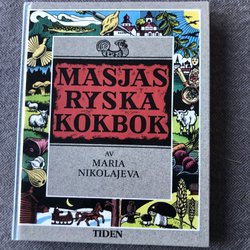 MASJAS
RYSKA
KOKBOK
AV
MARIA
NIKOLAJEVA
TIDEN